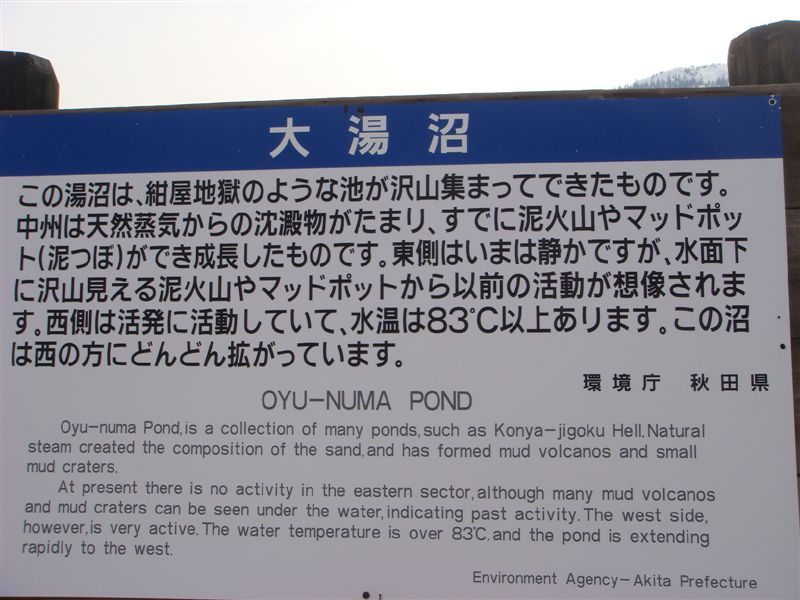 大湯沼
この湯沼は、紺屋地獄のような池が沢山集まってできたものです。
中州は天然蒸気からの沈澱物がたまり、すでに泥火山やマッドポッ
ト(泥つぼ)ができ成長したものです。東側はいまは静かですが、水面下
に沢山見える泥火山やマッドポットから以前の活動が想像されま
す。西側は活発に活動していて、水温は83℃以上あります。この沼
は西の方にどんどん拡がっています。
環境庁 秋田県
OYU-NUMA POND
Oyu-numa Pond,is a collection of many ponds,such as Konya-jigoku Hell.Natural
steam created the composition of the sand,and has formed mud volcanos and small
mud craters.
At present there is no activity in the eastern sector,although many mud volcanos
and mud craters can be seen under the water,indicating past activity.The west side,
however,is very active.The water temperature is over 83℃.and the pond is extending
rapidly to the west.
Environment Agency-Akita Prefecture